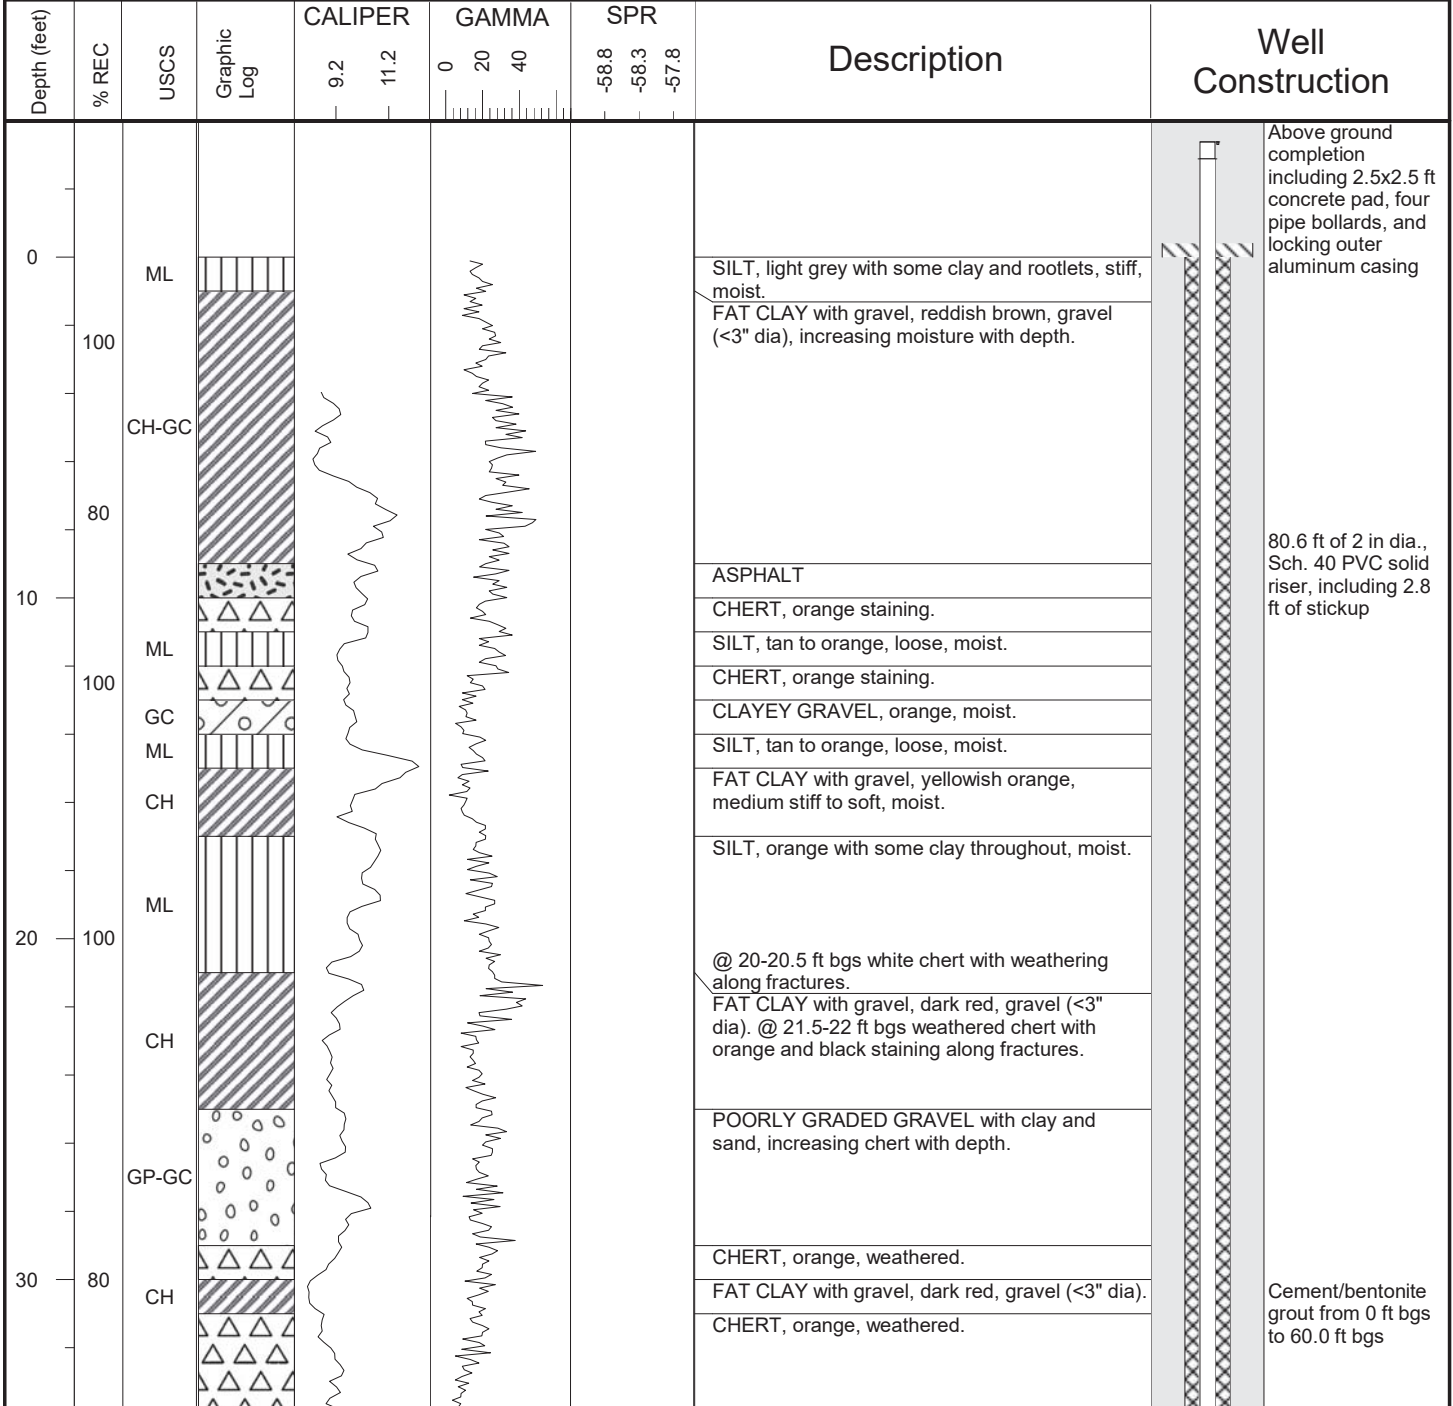 Depth (feet)
% REC
USCS
Graphic
Log
CALIPER
9.2
11.2
GAMMA
0
20
40
SPR
-58.8
-58.3
-57.8
Description
Well
Construction
Above ground
completion
including 2.5x2.5 ft
concrete pad, four
pipe bollards, and
locking outer
aluminum casing
0
ML
SILT, light grey with some clay and rootlets, stiff,
moist.
FAT CLAY with gravel, reddish brown, gravel
(<3" dia), increasing moisture with depth.
100
CH-GC
80
80.6 ft of 2 in dia.,
Sch. 40 PVC solid
riser, including 2.8
ft of stickup
ASPHALT
10
CHERT, orange staining.
ML
SILT, tan to orange, loose, moist.
100
CHERT, orange staining.
GC
CLAYEY GRAVEL, orange, moist.
ML
SILT, tan to orange, loose, moist.
CH
FAT CLAY with gravel, yellowish orange,
medium stiff to soft, moist.
SILT, orange with some clay throughout, moist.
ML
20
100
@ 20-20.5 ft bgs white chert with weathering
along fractures.
FAT CLAY with gravel, dark red, gravel (<3"
dia). @ 21.5-22 ft bgs weathered chert with
orange and black staining along fractures.
CH
POORLY GRADED GRAVEL with clay and
sand, increasing chert with depth.
GP-GC
CHERT, orange, weathered.
30
80
CH
FAT CLAY with gravel, dark red, gravel (<3" dia).
CHERT, orange, weathered.
Cement/bentonite
grout from 0 ft bgs
to 60.0 ft bgs